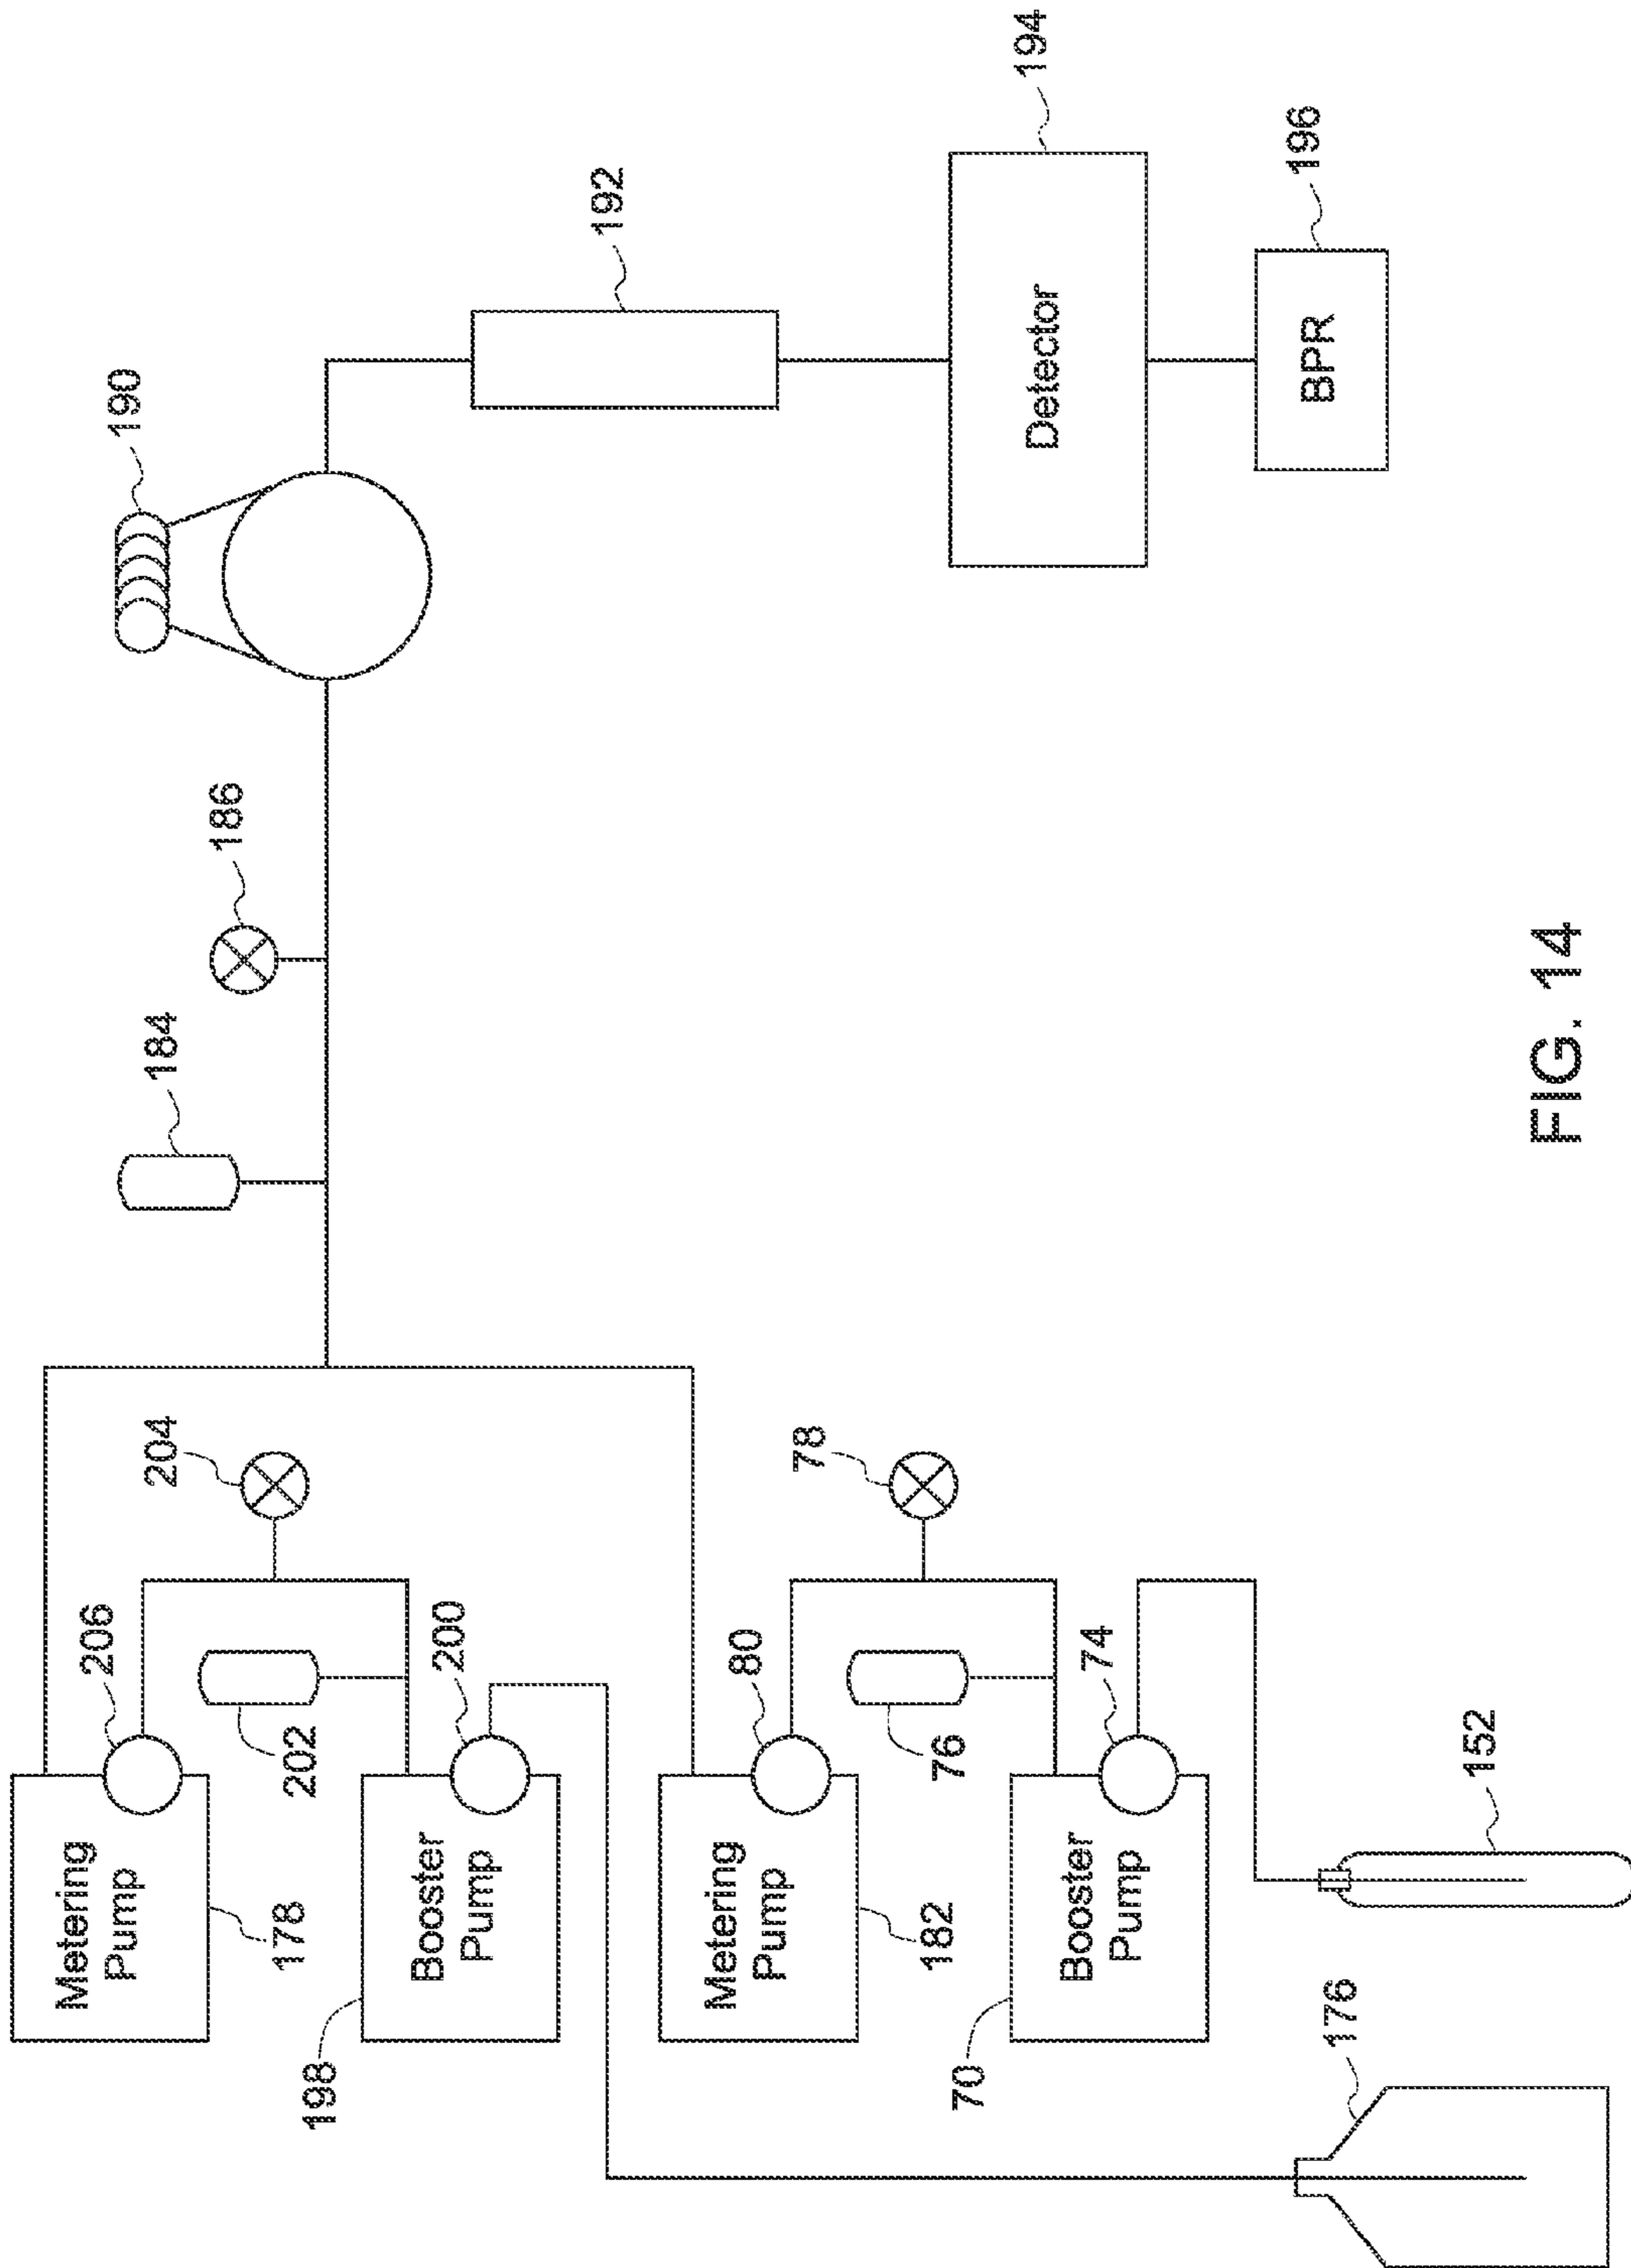 190
192
194
196
Detector
BPR
186
184
204
206
202
200
Metering
Pump
178
Booster
Pump
198
78
80
76
74
Metering
Pump
182
Booster
Pump
70
152
176
FIG. 14